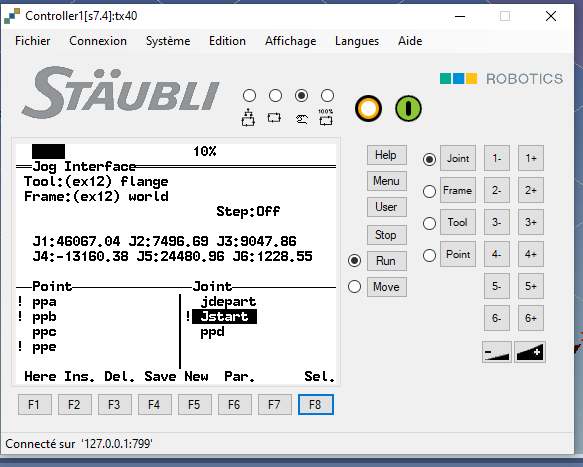 Controller1[s7.4]:tx40
Fichier Connexion Système Edition Affichage Langues Aide
STÄUBLI
ROBOTICS
100%
10%
Jog Interface
Tool:(ex12) flange
Frame:(ex12) world
Step:Off
J1:46067.04 J2:7496.69 J3:9047.86
J4:-13160.38 J5:24480.96 J6:1228.55
Point Joint
! ppa jdepart
! ppb !Jstart
ppc ppd
! ppe
Here Ins. Del. Save New Par. Sel.
F1 F2 F3 F4 F5 F6 F7 F8
Help
Menu
User
Stop
Run
Move
Joint 1- 1+
Frame 2- 2+
Tool 3- 3+
Point 4- 4+
5- 5+
6- 6+
- +
Connecté sur '127.0.0.1:799'